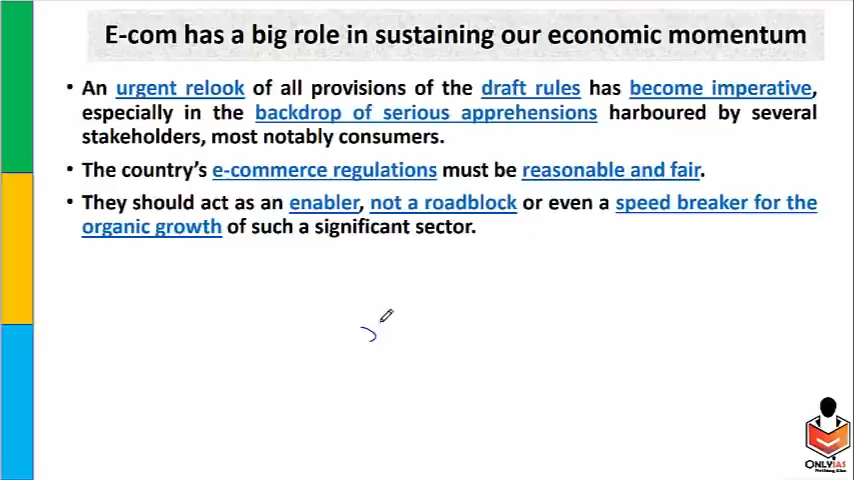 E-com has a big role in sustaining our economic momentum
• An urgent relook of all provisions of the draft rules has become imperative,
especially in the backdrop of serious apprehensions harboured by several
stakeholders, most notably consumers.
• The country's e-commerce regulations must be reasonable and fair.
• They should act as an enabler, not a roadblock or even a speed breaker for the
organic growth of such a significant sector.
ONLYIAS
Nothing Else